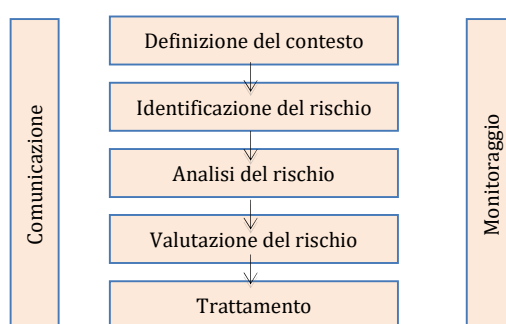 Definizione del contesto
Identificazione del rischio
Analisi del rischio
Valutazione del rischio
Trattamento
Comunicazione
Monitoraggio